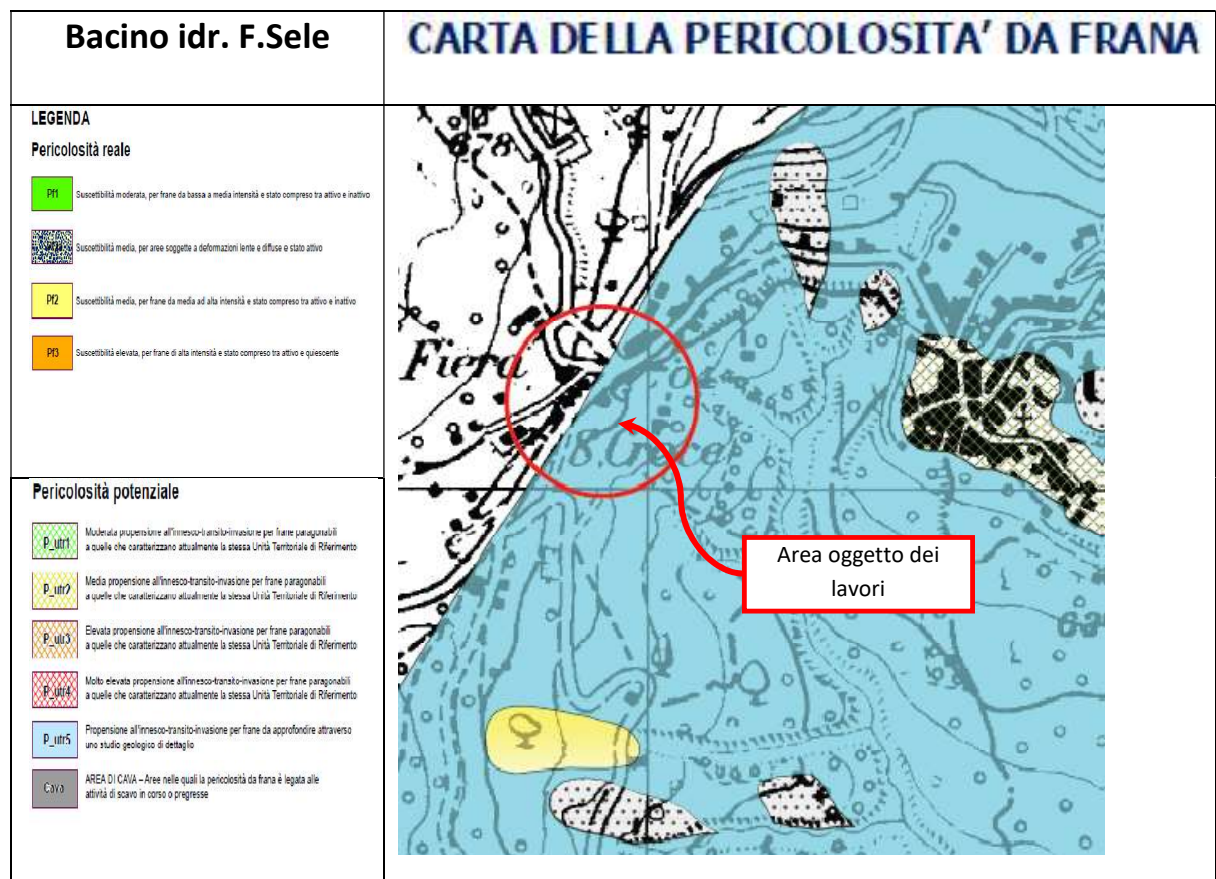 Bacino idr. F.Sele
CARTA DELLA PERICOLOSITA' DA FRANA
LEGENDA
Pericolosità reale
Pf1
Suscettibilità moderata, per frane da bassa a media intensità e stato compreso tra attivo e inattivo
Suscettibilità media, per aree soggette a deformazioni lente e diffuse e stato attivo
Pf2
Suscettibilità media, per frane da media ad alta intensità e stato compreso tra attivo e inattivo
Pf3
Suscettibilità elevata, per frane di alta intensità e stato compreso tra attivo e quiescente
Pericolosità potenziale
P_utr1
Moderata propensione all'innesco-transito-invasione per frane paragonabili
a quelle che caratterizzano attualmente la stessa Unità Territoriale di Riferimento
P_utr2
Media propensione all'innesco-transito-invasione per frane paragonabili
a quelle che caratterizzano attualmente la stessa Unità Territoriale di Riferimento
P_utr3
Elevata propensione all'innesco-transito-invasione per frane paragonabili
a quelle che caratterizzano attualmente la stessa Unità Territoriale di Riferimento
P_utr4
Molto elevata propensione all'innesco-transito-invasione per frane paragonabili
a quelle che caratterizzano attualmente la stessa Unità Territoriale di Riferimento
P_utr5
Propensione all'innesco-transito-invasione per frane da approfondire attraverso
uno studio geologico di dettaglio
Cava
AREA DI CAVA – Aree nelle quali la pericolosità da frana è legata alle
attività di scavo in corso o pregresse
678
Fiera
S. Croce
Area oggetto dei
lavori